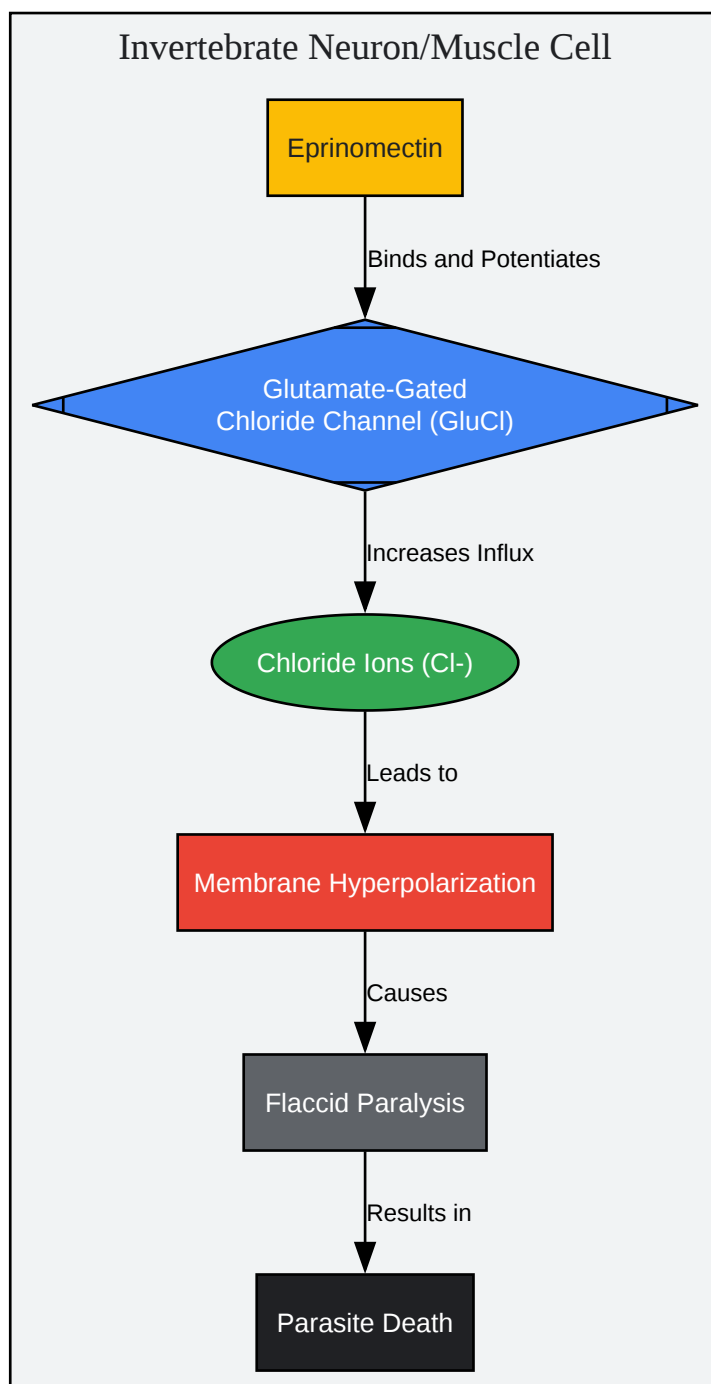 Invertebrate Neuron/Muscle Cell
Eprinomectin
Binds and Potentiates
Glutamate-Gated
Chloride Channel (GluCl)
Increases Influx
Chloride Ions (Cl-)
Leads to
Membrane Hyperpolarization
Causes
Flaccid Paralysis
Results in
Parasite Death